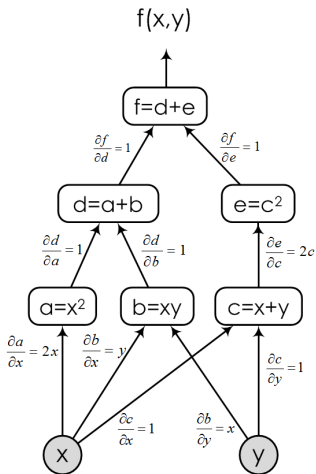 f(x,y)
f=d+e
∂f/∂d = 1
∂f/∂e = 1
d=a+b
e=c²
∂d/∂a = 1
∂d/∂b = 1
∂e/∂c = 2c
a=x²
b=xy
c=x+y
∂a/∂x = 2x
∂b/∂x = y
∂c/∂y = 1
∂c/∂x = 1
∂b/∂y = x
x
y